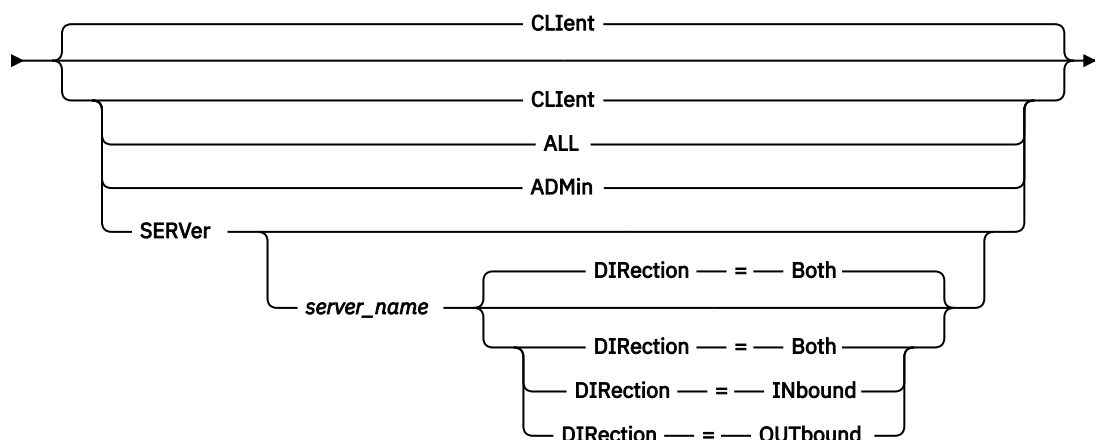 CLIent
CLIent
ALL
ADMin
SERVer
DIRection = Both
server_name
DIRection = Both
DIRection = INbound
DIRection = OUTbound